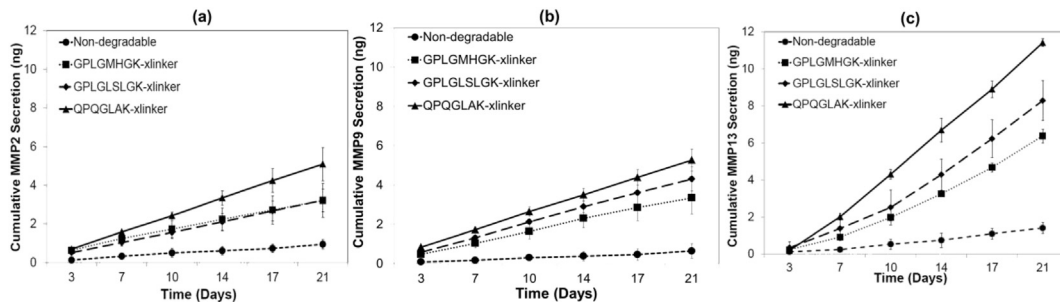 (a)
Cumulative MMP2 Secretion (ng)
12
10
8
6
4
2
0
Non-degradable
GPLGMHGK-xlinker
GPLGLSLGK-xlinker
QPQGLAK-xlinker
3 7 10 14 17 21
Time (Days)
(b)
Cumulative MMP9 Secretion (ng)
12
10
8
6
4
2
0
Non-degradable
GPLGMHGK-xlinker
GPLGLSLGK-xlinker
QPQGLAK-xlinker
3 7 10 14 17 21
Time (Days)
(c)
Cumulative MMP13 Secretion (ng)
12
10
8
6
4
2
0
Non-degradable
GPLGMHGK-xlinker
GPLGLSLGK-xlinker
QPQGLAK-xlinker
3 7 10 14 17 21
Time (Days)